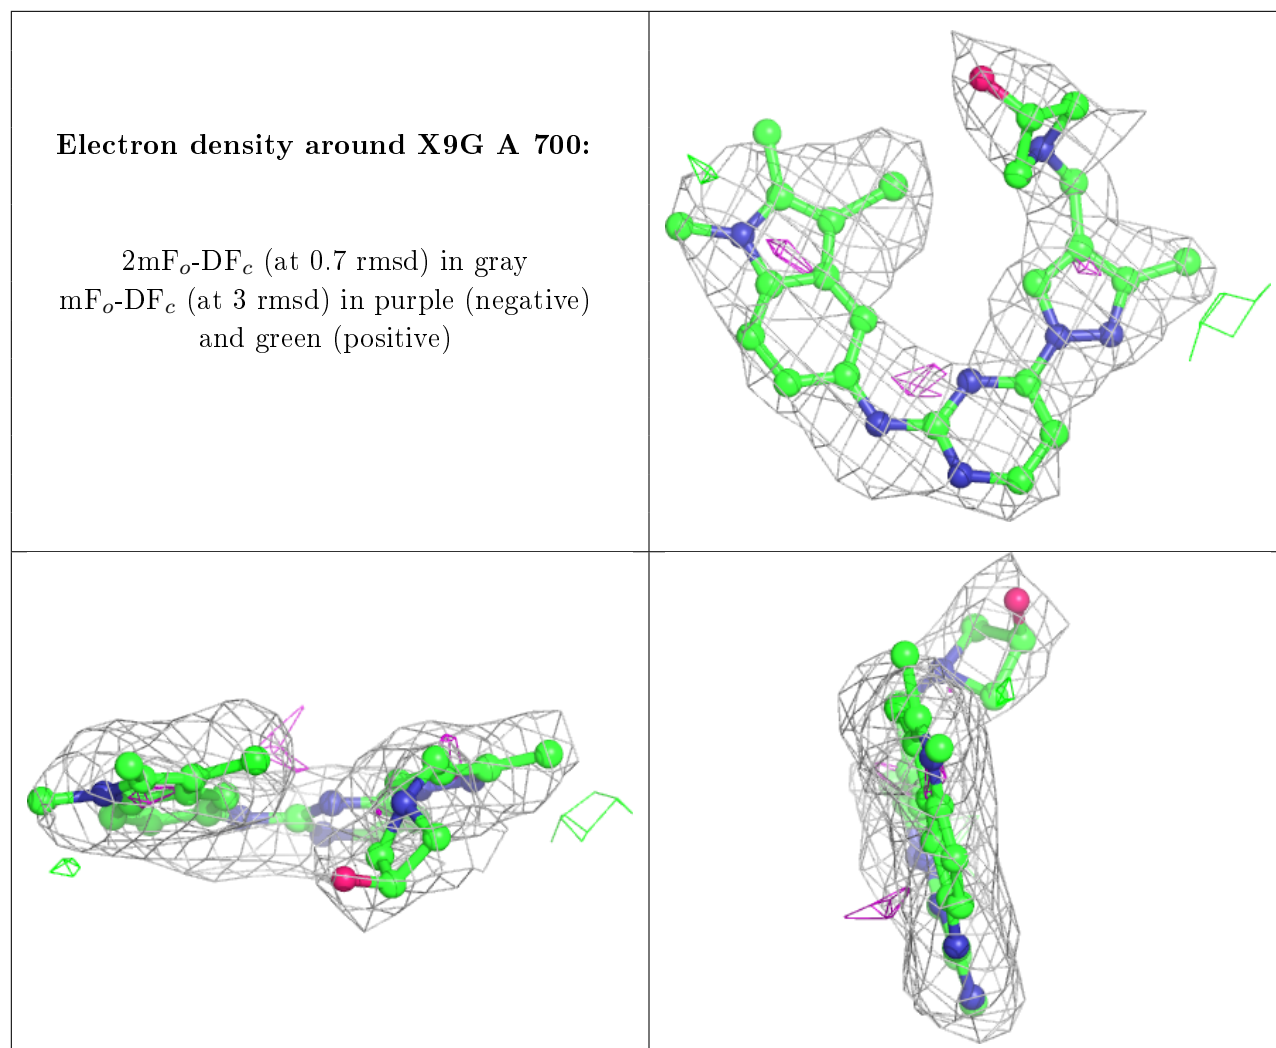 Electron density around X9G A 700:
2mFo-DFc (at 0.7 rmsd) in gray
mFo-DFc (at 3 rmsd) in purple (negative)
and green (positive)